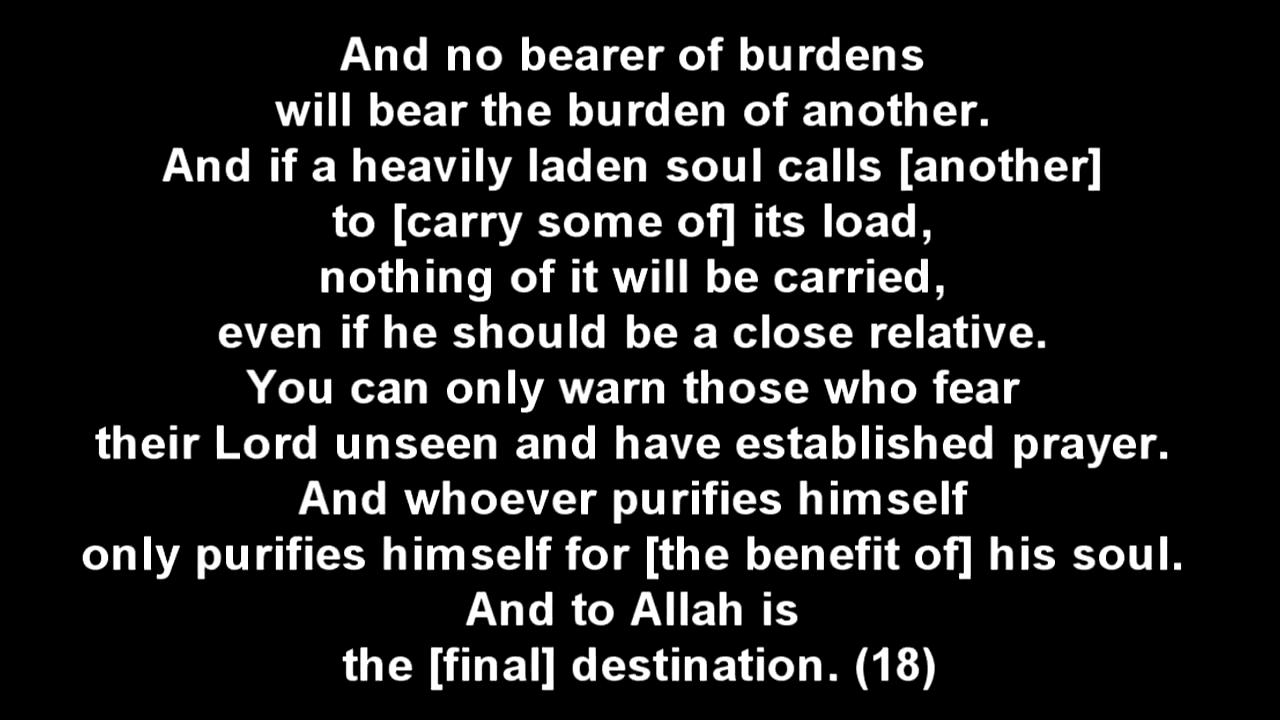 And no bearer of burdens
will bear the burden of another.
And if a heavily laden soul calls [another]
to [carry some of] its load,
nothing of it will be carried,
even if he should be a close relative.
You can only warn those who fear
their Lord unseen and have established prayer.
And whoever purifies himself
only purifies himself for [the benefit of] his soul.
And to Allah is
the [final] destination. (18)